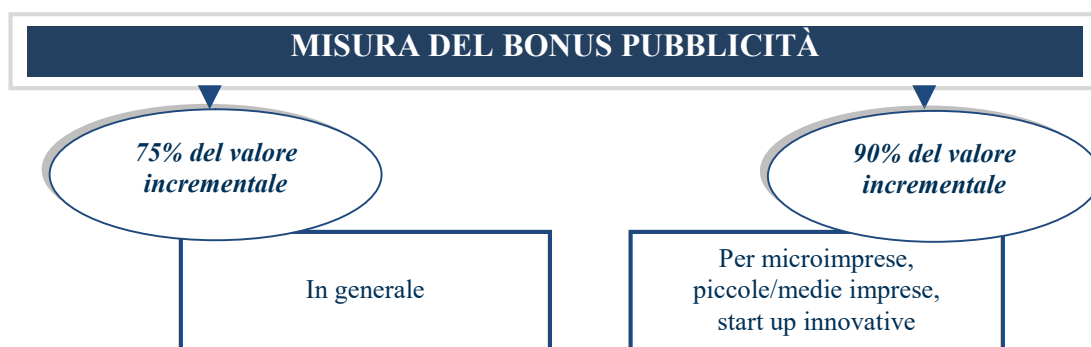 MISURA DEL BONUS PUBBLICITÀ
75% del valore
incrementale
90% del valore
incrementale
In generale
Per microimprese,
piccole/medie imprese,
start up innovative